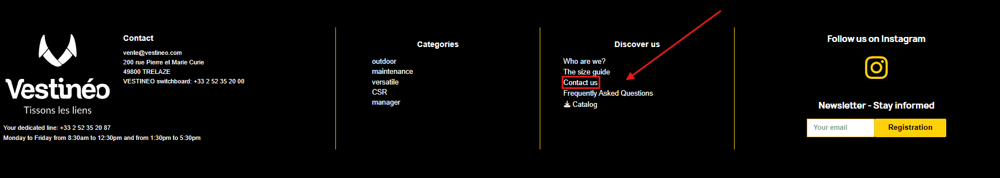 Vestinéo
Tissons les liens
Your dedicated line: +33 2 52 35 20 87
Monday to Friday from 8:30am to 12:30pm and from 1:30pm to 5:30pm
Contact
vente@vestineo.com
200 rue Pierre et Marie Curie
49800 TRELAZE
VESTINEO switchboard: +33 2 52 35 20 00
Categories
outdoor
maintenance
versatile
CSR
manager
Discover us
Who are we?
The size guide
Contact us
Frequently Asked Questions
Catalog
Follow us on Instagram
Newsletter - Stay informed
Your email
Registration